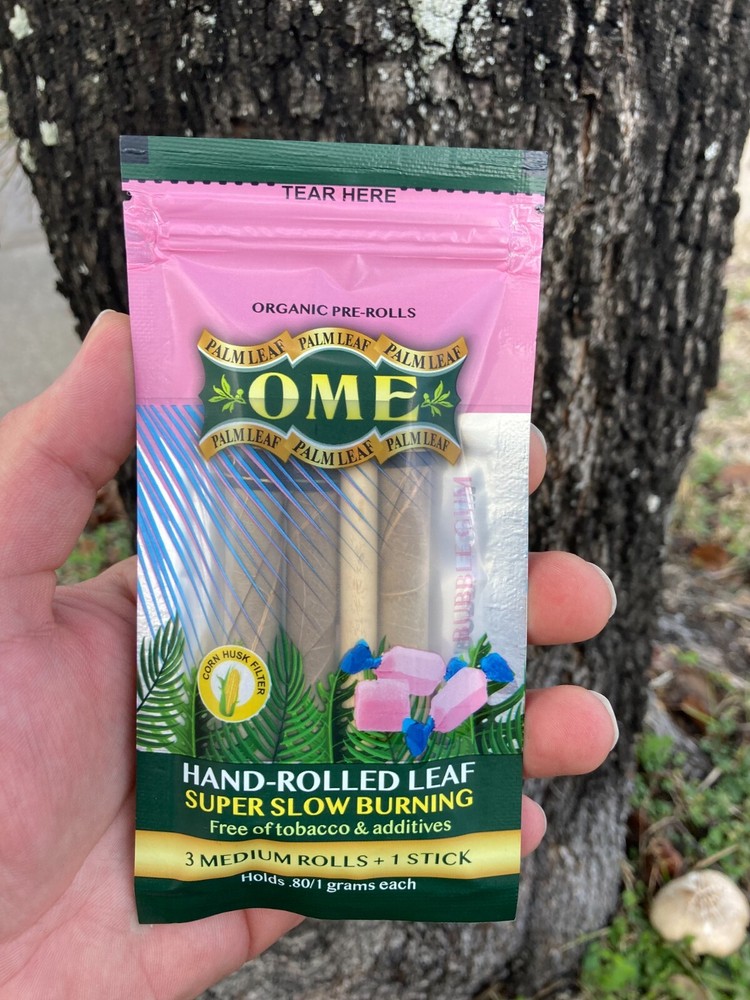 TEAR HERE
ORGANIC PRE-ROLLS
PALM LEAF PALM LEAF PALM LEAF
OME
PALM LEAF PALM LEAF PALM LEAF
BUBBLEGUM
CORN HUSK FILTER
HAND-ROLLED LEAF
SUPER SLOW BURNING
Free of tobacco & additives
3 MEDIUM ROLLS + 1 STICK
Holds .80/1 grams each